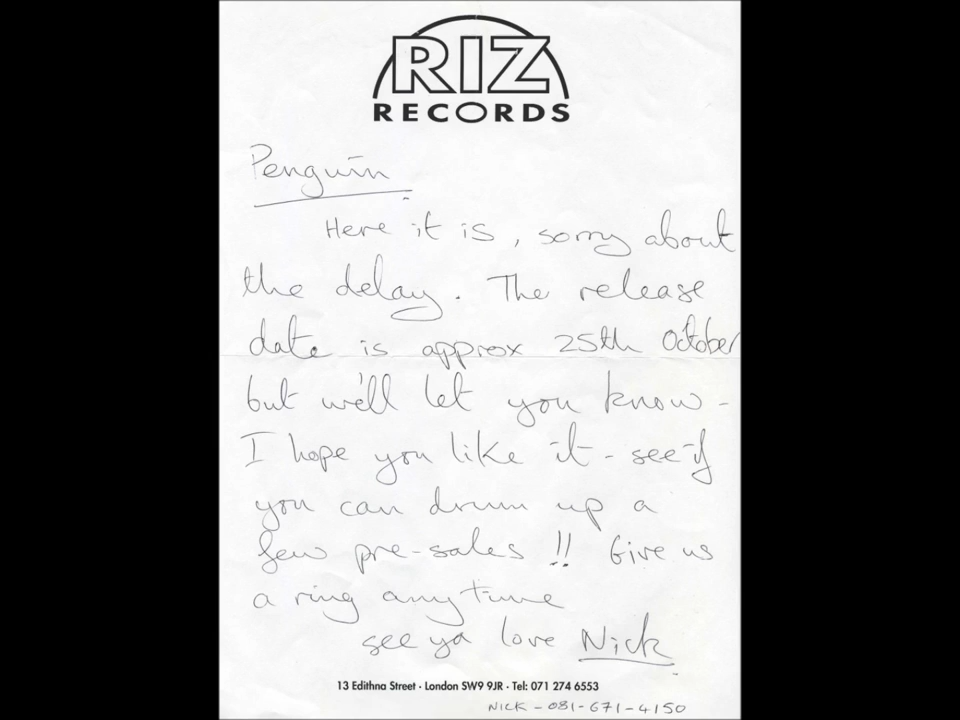 RIZ
RECORDS
Penguin
Here it is, sorry about
the delay. The release
date is approx 25th October
but we'll let you know -
I hope you like it - see if
you can drum up a
few pre-sales !! Give us
a ring anytime
see ya love Nick
13 Edithna Street · London SW9 9JR · Tel: 071 274 6553
NICK - 081-671-4150